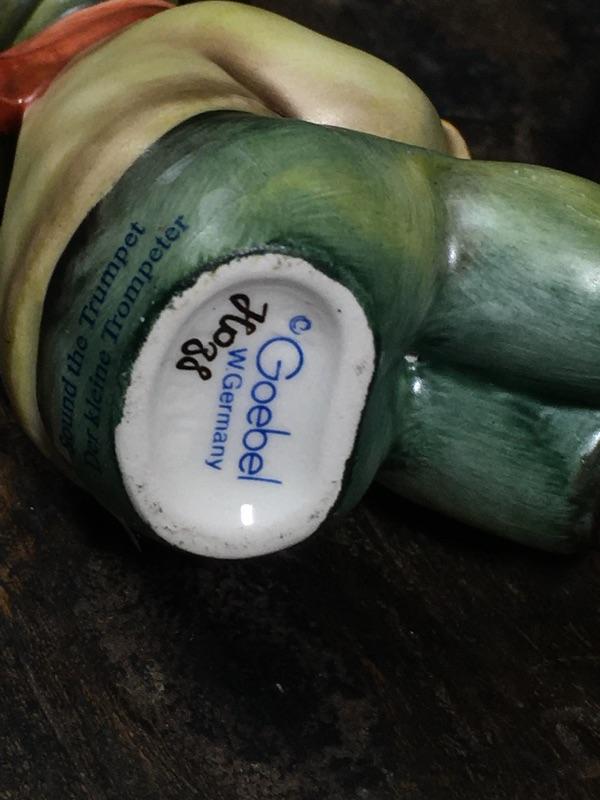 Sound the Trumpet
Der kleine Trompeter
© Goebel
W.Germany
88